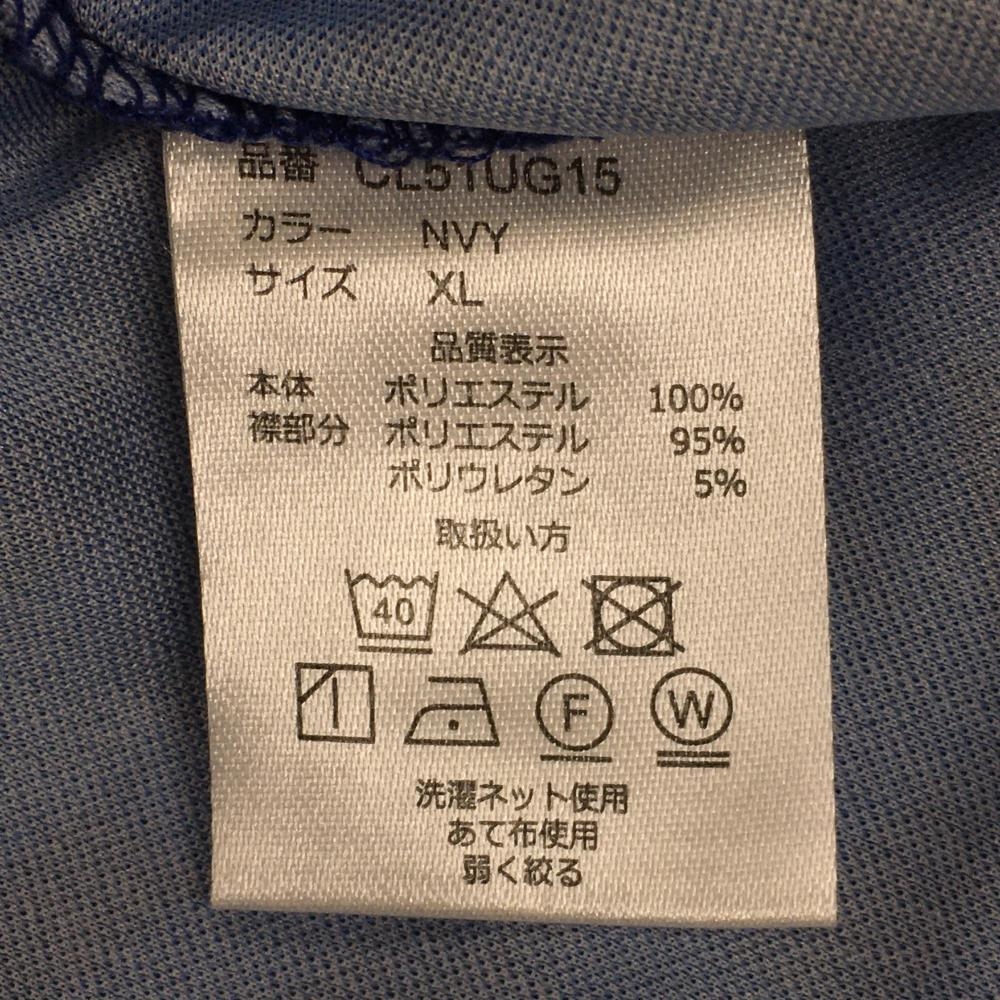 品番 CL51UG15
カラー NVY
サイズ XL
品質表示
本体 ポリエステル 100%
襟部分 ポリエステル 95%
ポリウレタン 5%
取扱い方
40
F W
洗濯ネット使用
あて布使用
弱く絞る